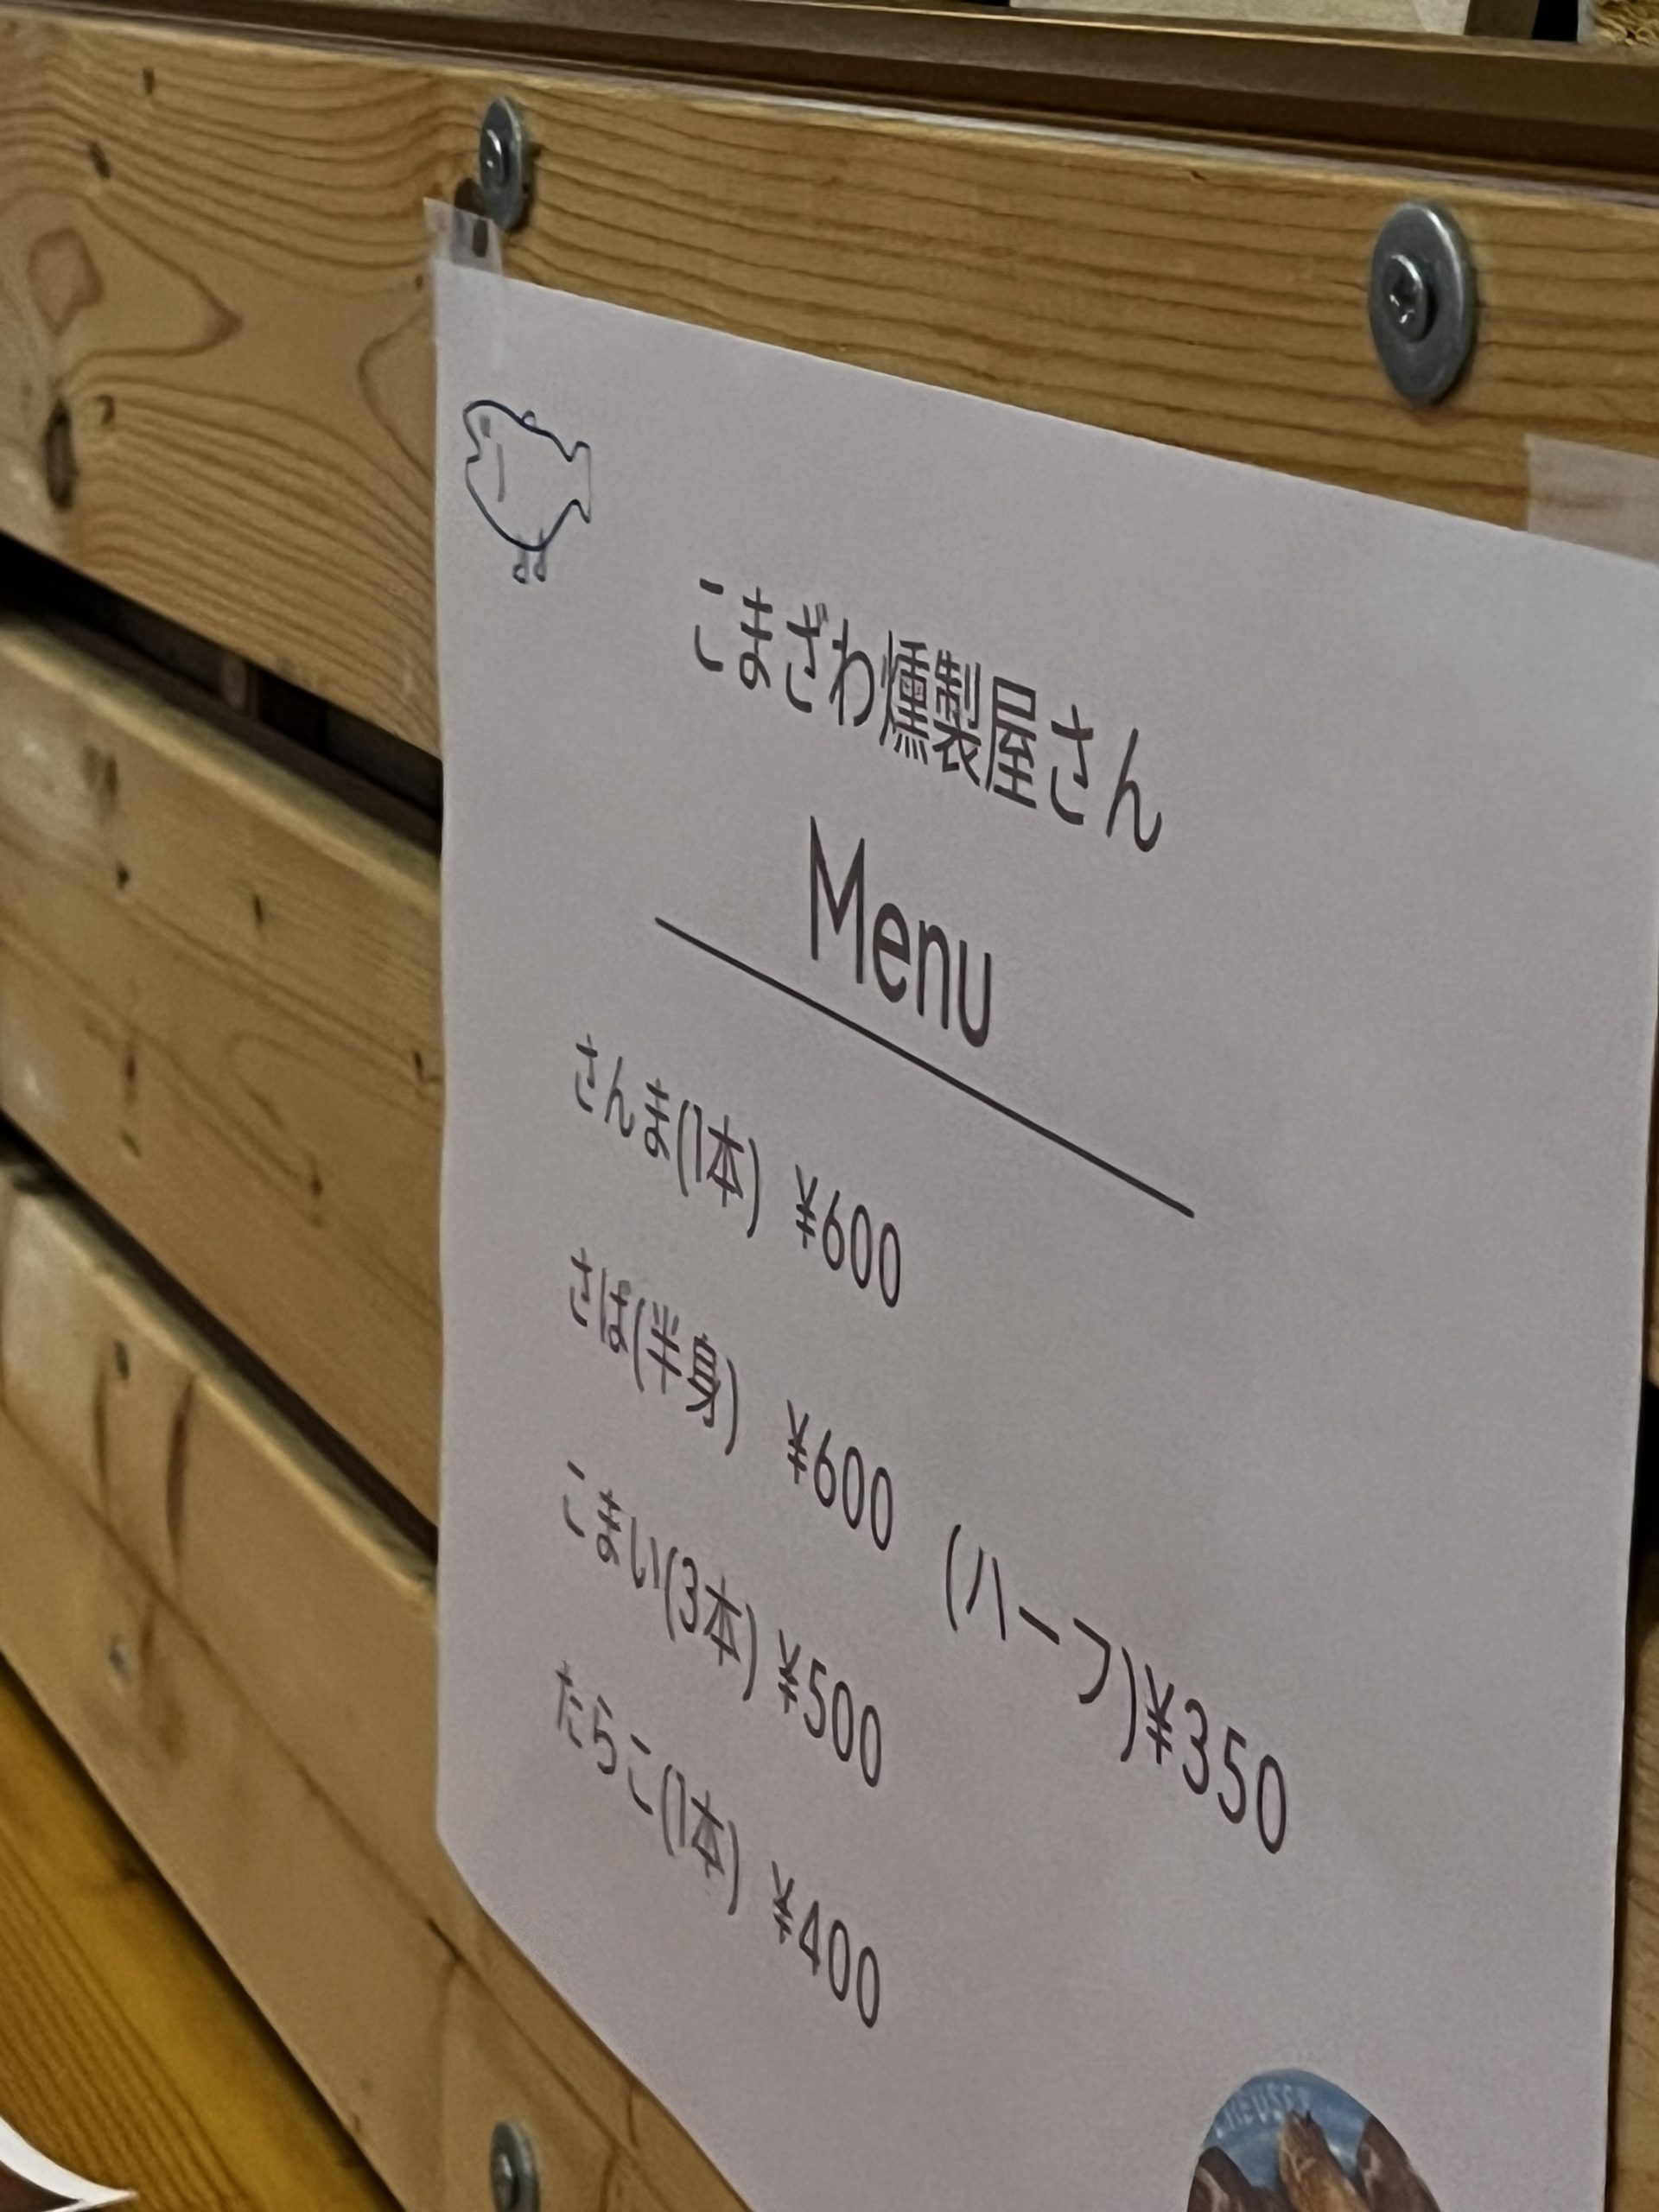 こまざわ燻製屋さん
Menu
さんま(1本) ¥600
さば(半身) ¥600 (ハーフ)¥350
こまい(3本) ¥500
たらこ(1本) ¥400